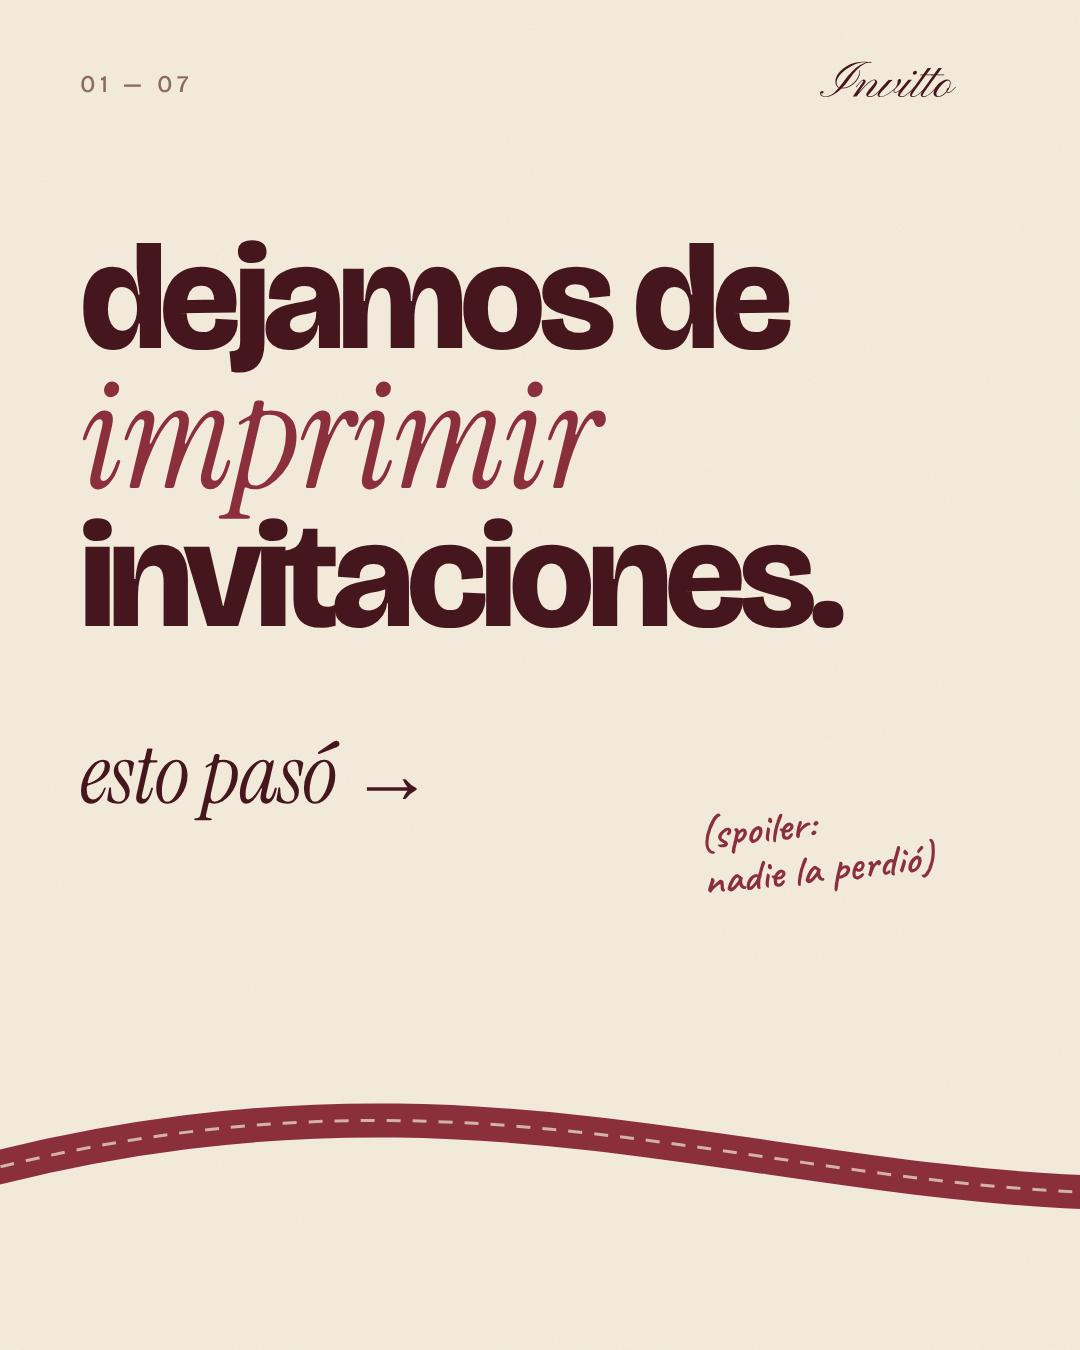 01 — 07
Invitto
dejamos de
imprimir
invitaciones.
esto pasó →
(spoiler:
nadie la perdió)